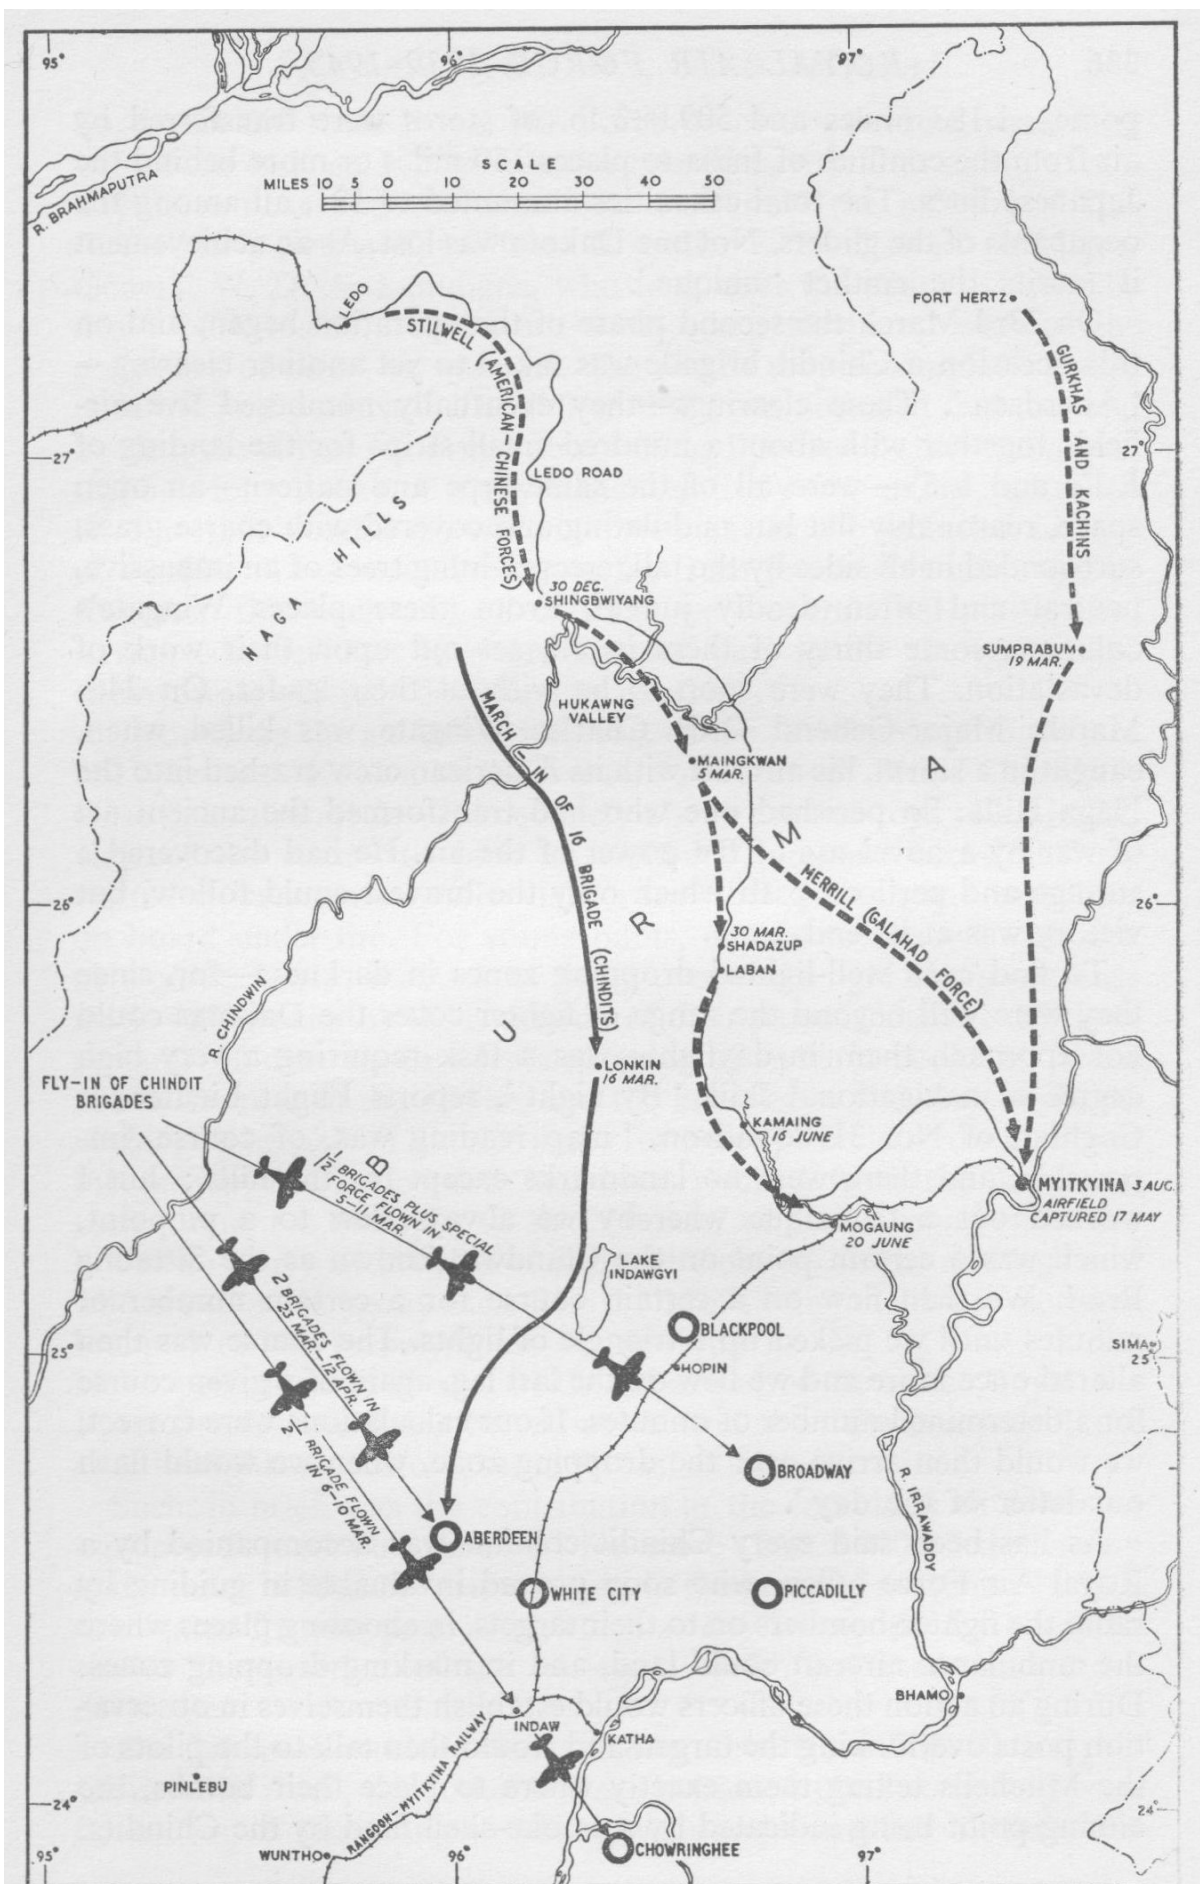 95°
96°
97°
R. BRAHMAPUTRA
SCALE
MILES 10 5 0 10 20 30 40 50
LEDO
STILWELL (AMERICAN-CHINESE FORCES)
FORT HERTZ
GURKHAS AND KACHINS
27°
27°
LEDO ROAD
NAGA HILLS
30 DEC.
SHINGBWIYANG
SUMPRABUM
19 MAR.
HUKAWNG
VALLEY
MARCH-IN OF 16 BRIGADE (CHINDITS)
MAINGKWAN
5 MAR.
BURMA
MERRILL (GALAHAD FORCE)
26°
26°
30 MAR.
SHADAZUP
LABAN
R. CHINDWIN
LONKIN
16 MAR.
FLY-IN OF CHINDIT
BRIGADES
KAMAING
16 JUNE
1½ BRIGADES PLUS SPECIAL
FORCE FLOWN IN
5-11 MAR.
MYITKYINA 3 AUG.
AIRFIELD
CAPTURED 17 MAY
MOGAUNG
20 JUNE
LAKE
INDAWGYI
2 BRIGADES FLOWN IN
23 MAR.-12 APR.
BLACKPOOL
HOPIN
SIMA
25°
25
½ BRIGADE FLOWN
IN 6-10 MAR.
BROADWAY
R. IRRAWADDY
ABERDEEN
WHITE CITY
PICCADILLY
BHAMO
INDAW
KATHA
RANGOON-MYITKYINA RAILWAY
PINLEBU
24°
24°
WUNTHO
CHOWRINGHEE
95°
96°
97°